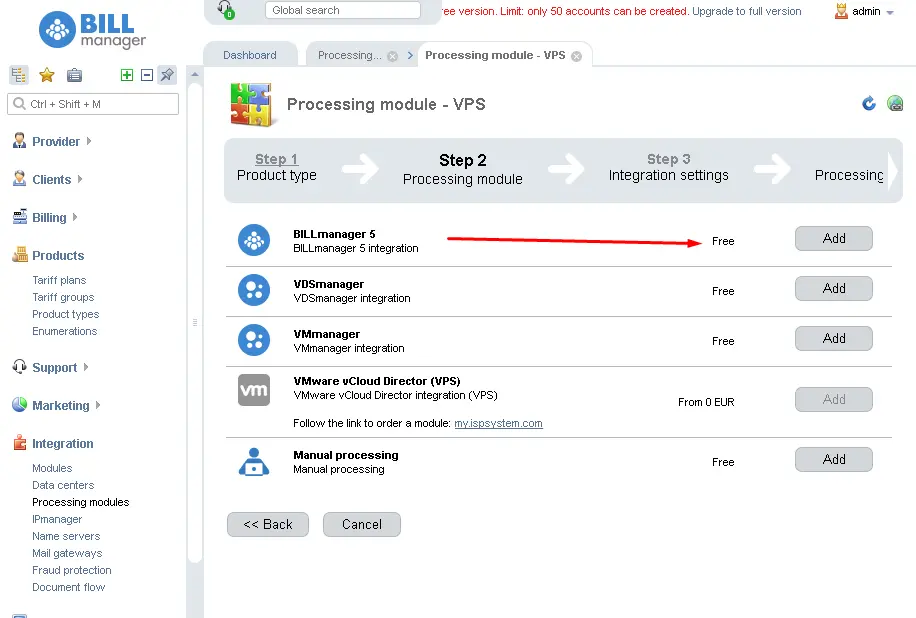 BILL
manager
0
Global search
free version. Limit: only 50 accounts can be created. Upgrade to full version
admin
Dashboard
Processing...
Processing module - VPS
Ctrl + Shift + M
Processing module - VPS
Provider
Clients
Billing
Products
Tariff plans
Tariff groups
Product types
Enumerations
Support
Marketing
Integration
Modules
Data centers
Processing modules
IPmanager
Name servers
Mail gateways
Fraud protection
Document flow
Step 1
Product type
Step 2
Processing module
Step 3
Integration settings
Processing
BILLmanager 5
BILLmanager 5 integration
Free
Add
VDSmanager
VDSmanager integration
Free
Add
VMmanager
VMmanager integration
Free
Add
vm
VMware vCloud Director (VPS)
VMware vCloud Director integration (VPS)
Follow the link to order a module: my.ispsystem.com
From 0 EUR
Add
Manual processing
Manual processing
Free
Add
<< Back
Cancel